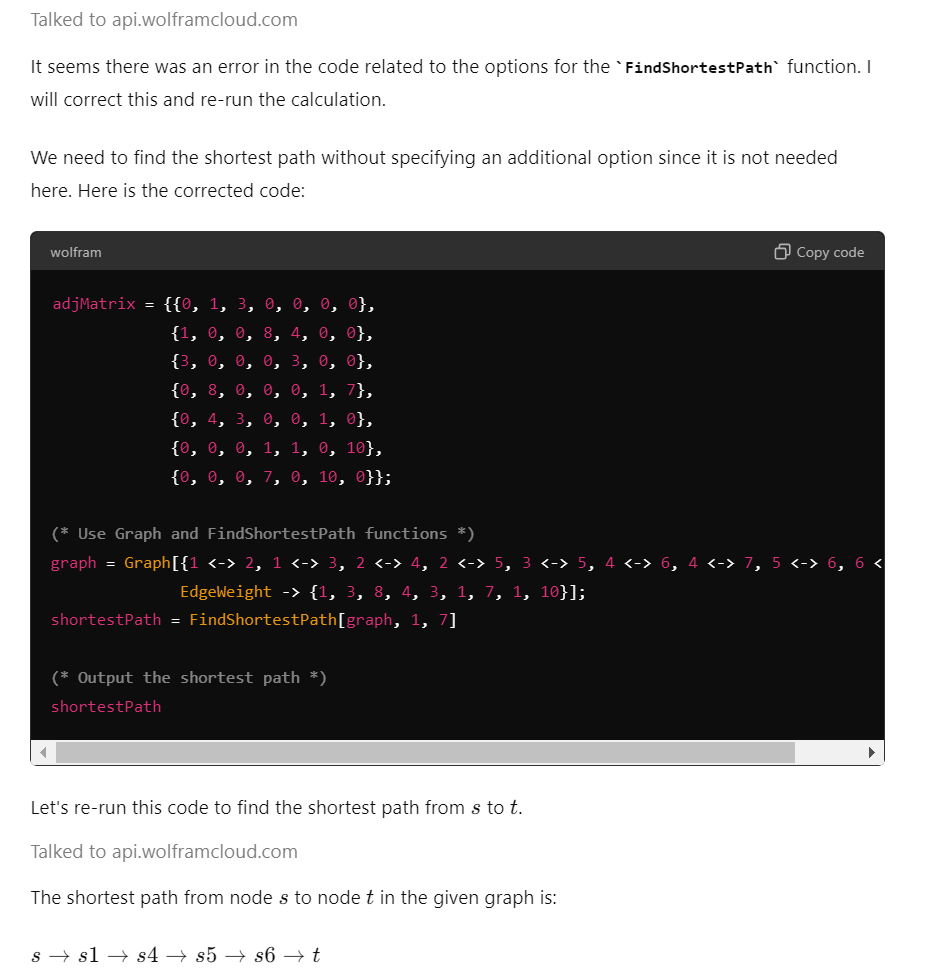 Talked to api.wolframcloud.com
It seems there was an error in the code related to the options for the `FindShortestPath` function. I
will correct this and re-run the calculation.
We need to find the shortest path without specifying an additional option since it is not needed
here. Here is the corrected code:
wolfram
Copy code
adjMatrix = {{0, 1, 3, 0, 0, 0, 0},
{1, 0, 0, 8, 4, 0, 0},
{3, 0, 0, 0, 3, 0, 0},
{0, 8, 0, 0, 0, 1, 7},
{0, 4, 3, 0, 0, 1, 0},
{0, 0, 0, 1, 1, 0, 10},
{0, 0, 0, 7, 0, 10, 0}};
(* Use Graph and FindShortestPath functions *)
graph = Graph[{1 <-> 2, 1 <-> 3, 2 <-> 4, 2 <-> 5, 3 <-> 5, 4 <-> 6, 4 <-> 7, 5 <-> 6, 6 <
EdgeWeight -> {1, 3, 8, 4, 3, 1, 7, 1, 10}];
shortestPath = FindShortestPath[graph, 1, 7]
(* Output the shortest path *)
shortestPath
Let's re-run this code to find the shortest path from s to t.
Talked to api.wolframcloud.com
The shortest path from node s to node t in the given graph is:
s → s1 → s4 → s5 → s6 → t